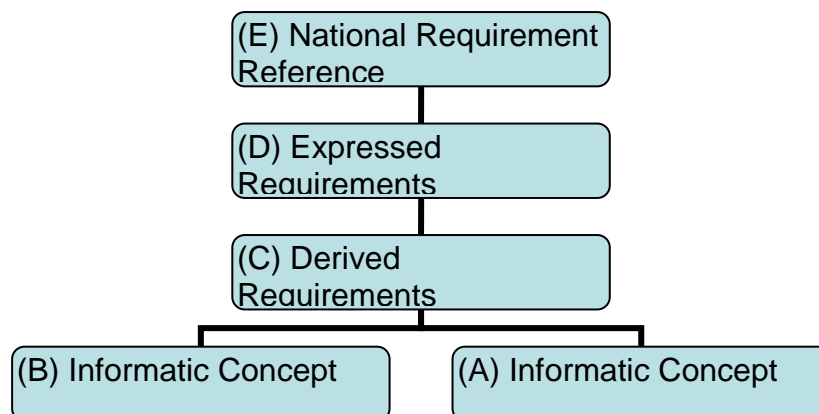 (E) National Requirement
Reference
(D) Expressed
Requirements
(C) Derived
Requirements
(B) Informatic Concept
(A) Informatic Concept